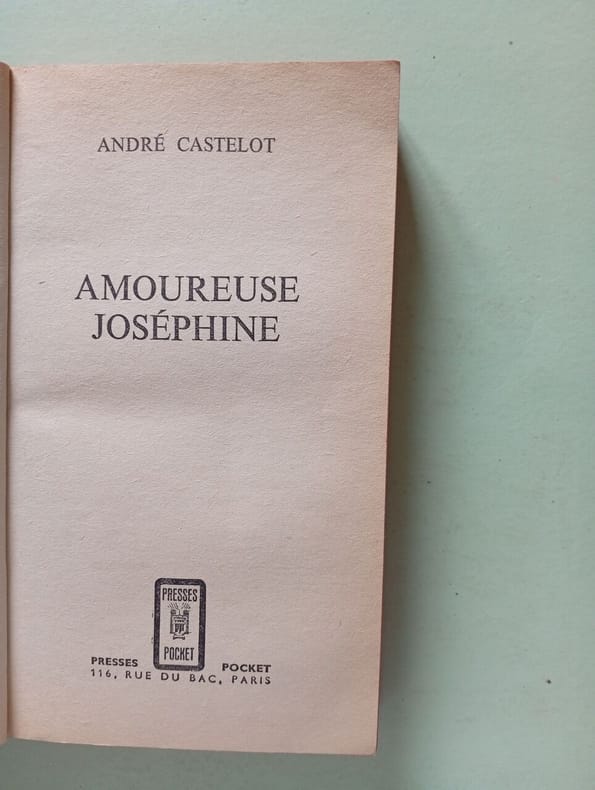 ANDRÉ CASTELOT
AMOUREUSE
JOSÉPHINE
PRESSES
POCKET
PRESSES POCKET
116, RUE DU BAC, PARIS